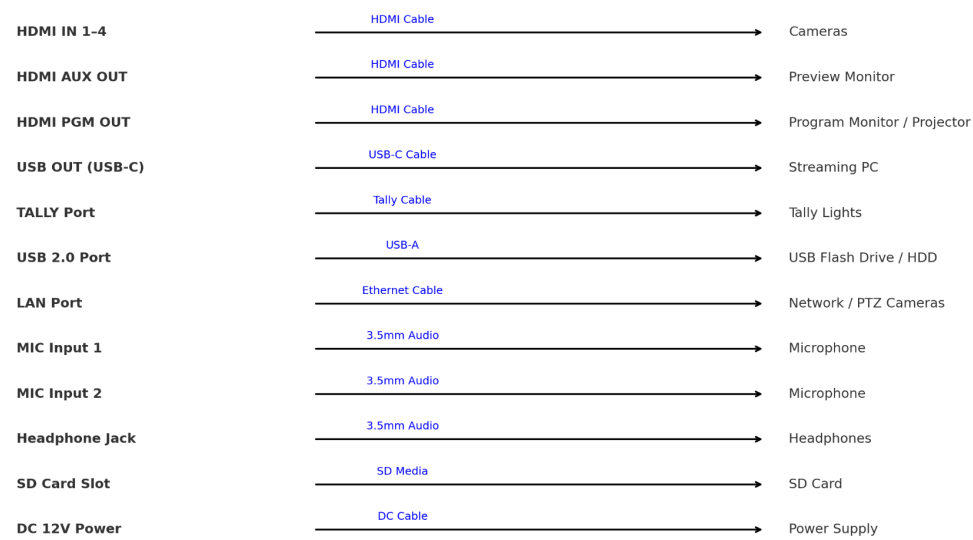 HDMI IN 1–4 HDMI Cable Cameras
HDMI AUX OUT HDMI Cable Preview Monitor
HDMI PGM OUT HDMI Cable Program Monitor / Projector
USB OUT (USB-C) USB-C Cable Streaming PC
TALLY Port Tally Cable Tally Lights
USB 2.0 Port USB-A USB Flash Drive / HDD
LAN Port Ethernet Cable Network / PTZ Cameras
MIC Input 1 3.5mm Audio Microphone
MIC Input 2 3.5mm Audio Microphone
Headphone Jack 3.5mm Audio Headphones
SD Card Slot SD Media SD Card
DC 12V Power DC Cable Power Supply